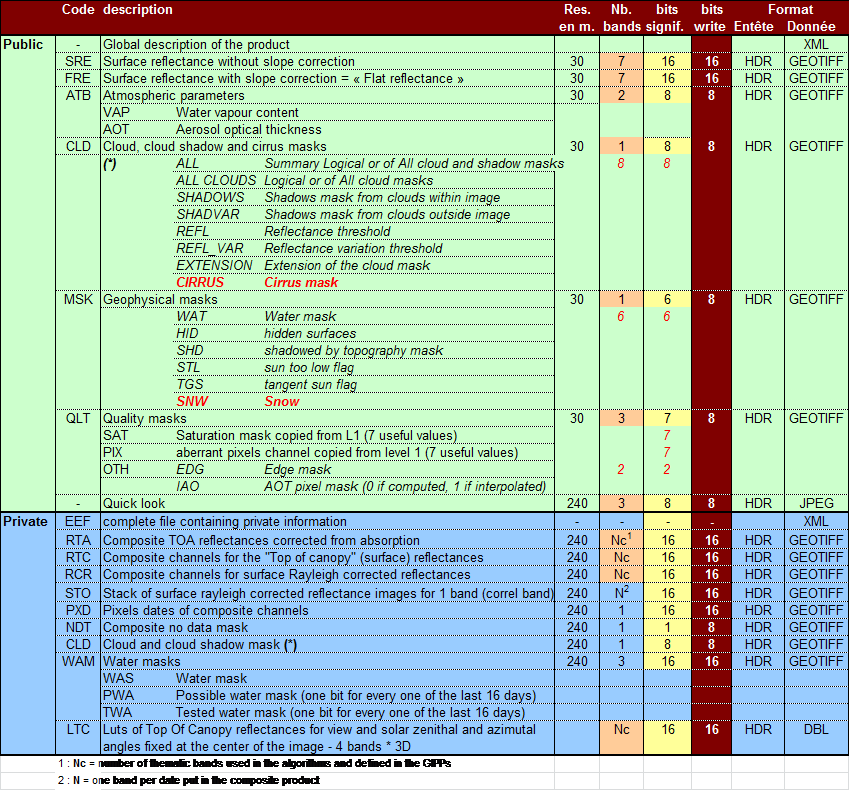 Code description Res. Nb. bits bits Format
en m. bands signif. write Entête Donnée
Public - Global description of the product XML
SRE Surface reflectance without slope correction 30 7 16 16 HDR GEOTIFF
FRE Surface reflectance with slope correction = « Flat reflectance » 30 7 16 16 HDR GEOTIFF
ATB Atmospheric parameters 30 2 8 8 HDR GEOTIFF
VAP Water vapour content
AOT Aerosol optical thickness
CLD Cloud, cloud shadow and cirrus masks 30 1 8 8 HDR GEOTIFF
(*) ALL Summary Logical or of All cloud and shadow masks 8 8
ALL CLOUDS Logical or of All cloud masks
SHADOWS Shadows mask from clouds within image
SHADVAR Shadows mask from clouds outside image
REFL Reflectance threshold
REFL_VAR Reflectance variation threshold
EXTENSION Extension of the cloud mask
CIRRUS Cirrus mask
MSK Geophysical masks 30 1 6 8 HDR GEOTIFF
WAT Water mask 6 6
HID hidden surfaces
SHD shadowed by topography mask
STL sun too low flag
TGS tangent sun flag
SNW Snow
QLT Quality masks 30 3 7 8 HDR GEOTIFF
SAT Saturation mask copied from L1 (7 useful values) 7
PIX aberrant pixels channel copied from level 1 (7 useful values) 7
OTH EDG Edge mask 2 2
IAO AOT pixel mask (0 if computed, 1 if interpolated)
- Quick look 240 3 8 8 HDR JPEG
Private EEF complete file containing private information - - - - XML
RTA Composite TOA reflectances corrected from absorption 240 Nc1 16 16 HDR GEOTIFF
RTC Composite channels for the "Top of canopy" (surface) reflectances 240 Nc 16 16 HDR GEOTIFF
RCR Composite channels for surface Rayleigh corrected reflectances 240 Nc 16 16 HDR GEOTIFF
STO Stack of surface rayleigh corrected reflectance images for 1 band (correl band) 240 N2 16 16 HDR GEOTIFF
PXD Pixels dates of composite channels 240 1 16 16 HDR GEOTIFF
NDT Composite no data mask 240 1 1 8 HDR GEOTIFF
CLD Cloud and cloud shadow mask (*) 240 1 8 8 HDR GEOTIFF
WAM Water masks 240 3 16 16 HDR GEOTIFF
WAS Water mask
PWA Possible water mask (one bit for every one of the last 16 days)
TWA Tested water mask (one bit for every one of the last 16 days)
LTC Luts of Top Of Canopy reflectances for view and solar zenithal and azimutal Nc 16 16 HDR DBL
angles fixed at the center of the image - 4 bands * 3D
1 : Nc = number of thematic bands used in the algorithms and defined in the GIPPs
2 : N = one band per date put in the composite product